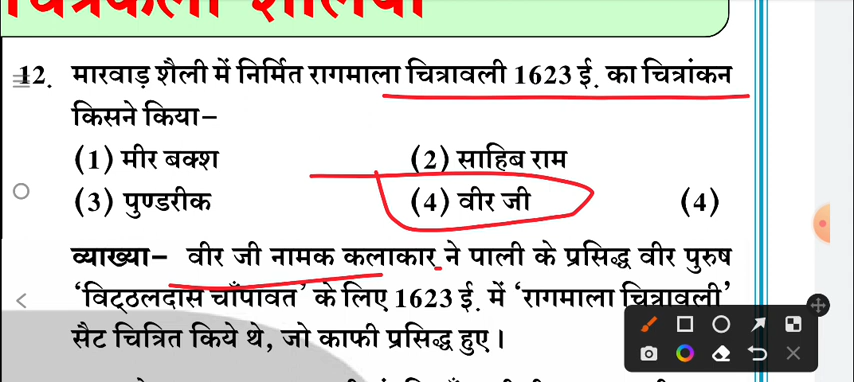 चित्रकला शैलियाँ
12. मारवाड़ शैली में निर्मित रागमाला चित्रावली 1623 ई. का चित्रांकन
किसने किया–
(1) मीर बक्श (2) साहिब राम
(3) पुण्डरीक (4) वीर जी (4)
व्याख्या– वीर जी नामक कलाकार ने पाली के प्रसिद्ध वीर पुरुष
‘विट्ठलदास चाँपावत’ के लिए 1623 ई. में ‘रागमाला चित्रावली’
सैट चित्रित किये थे, जो काफी प्रसिद्ध हुए।